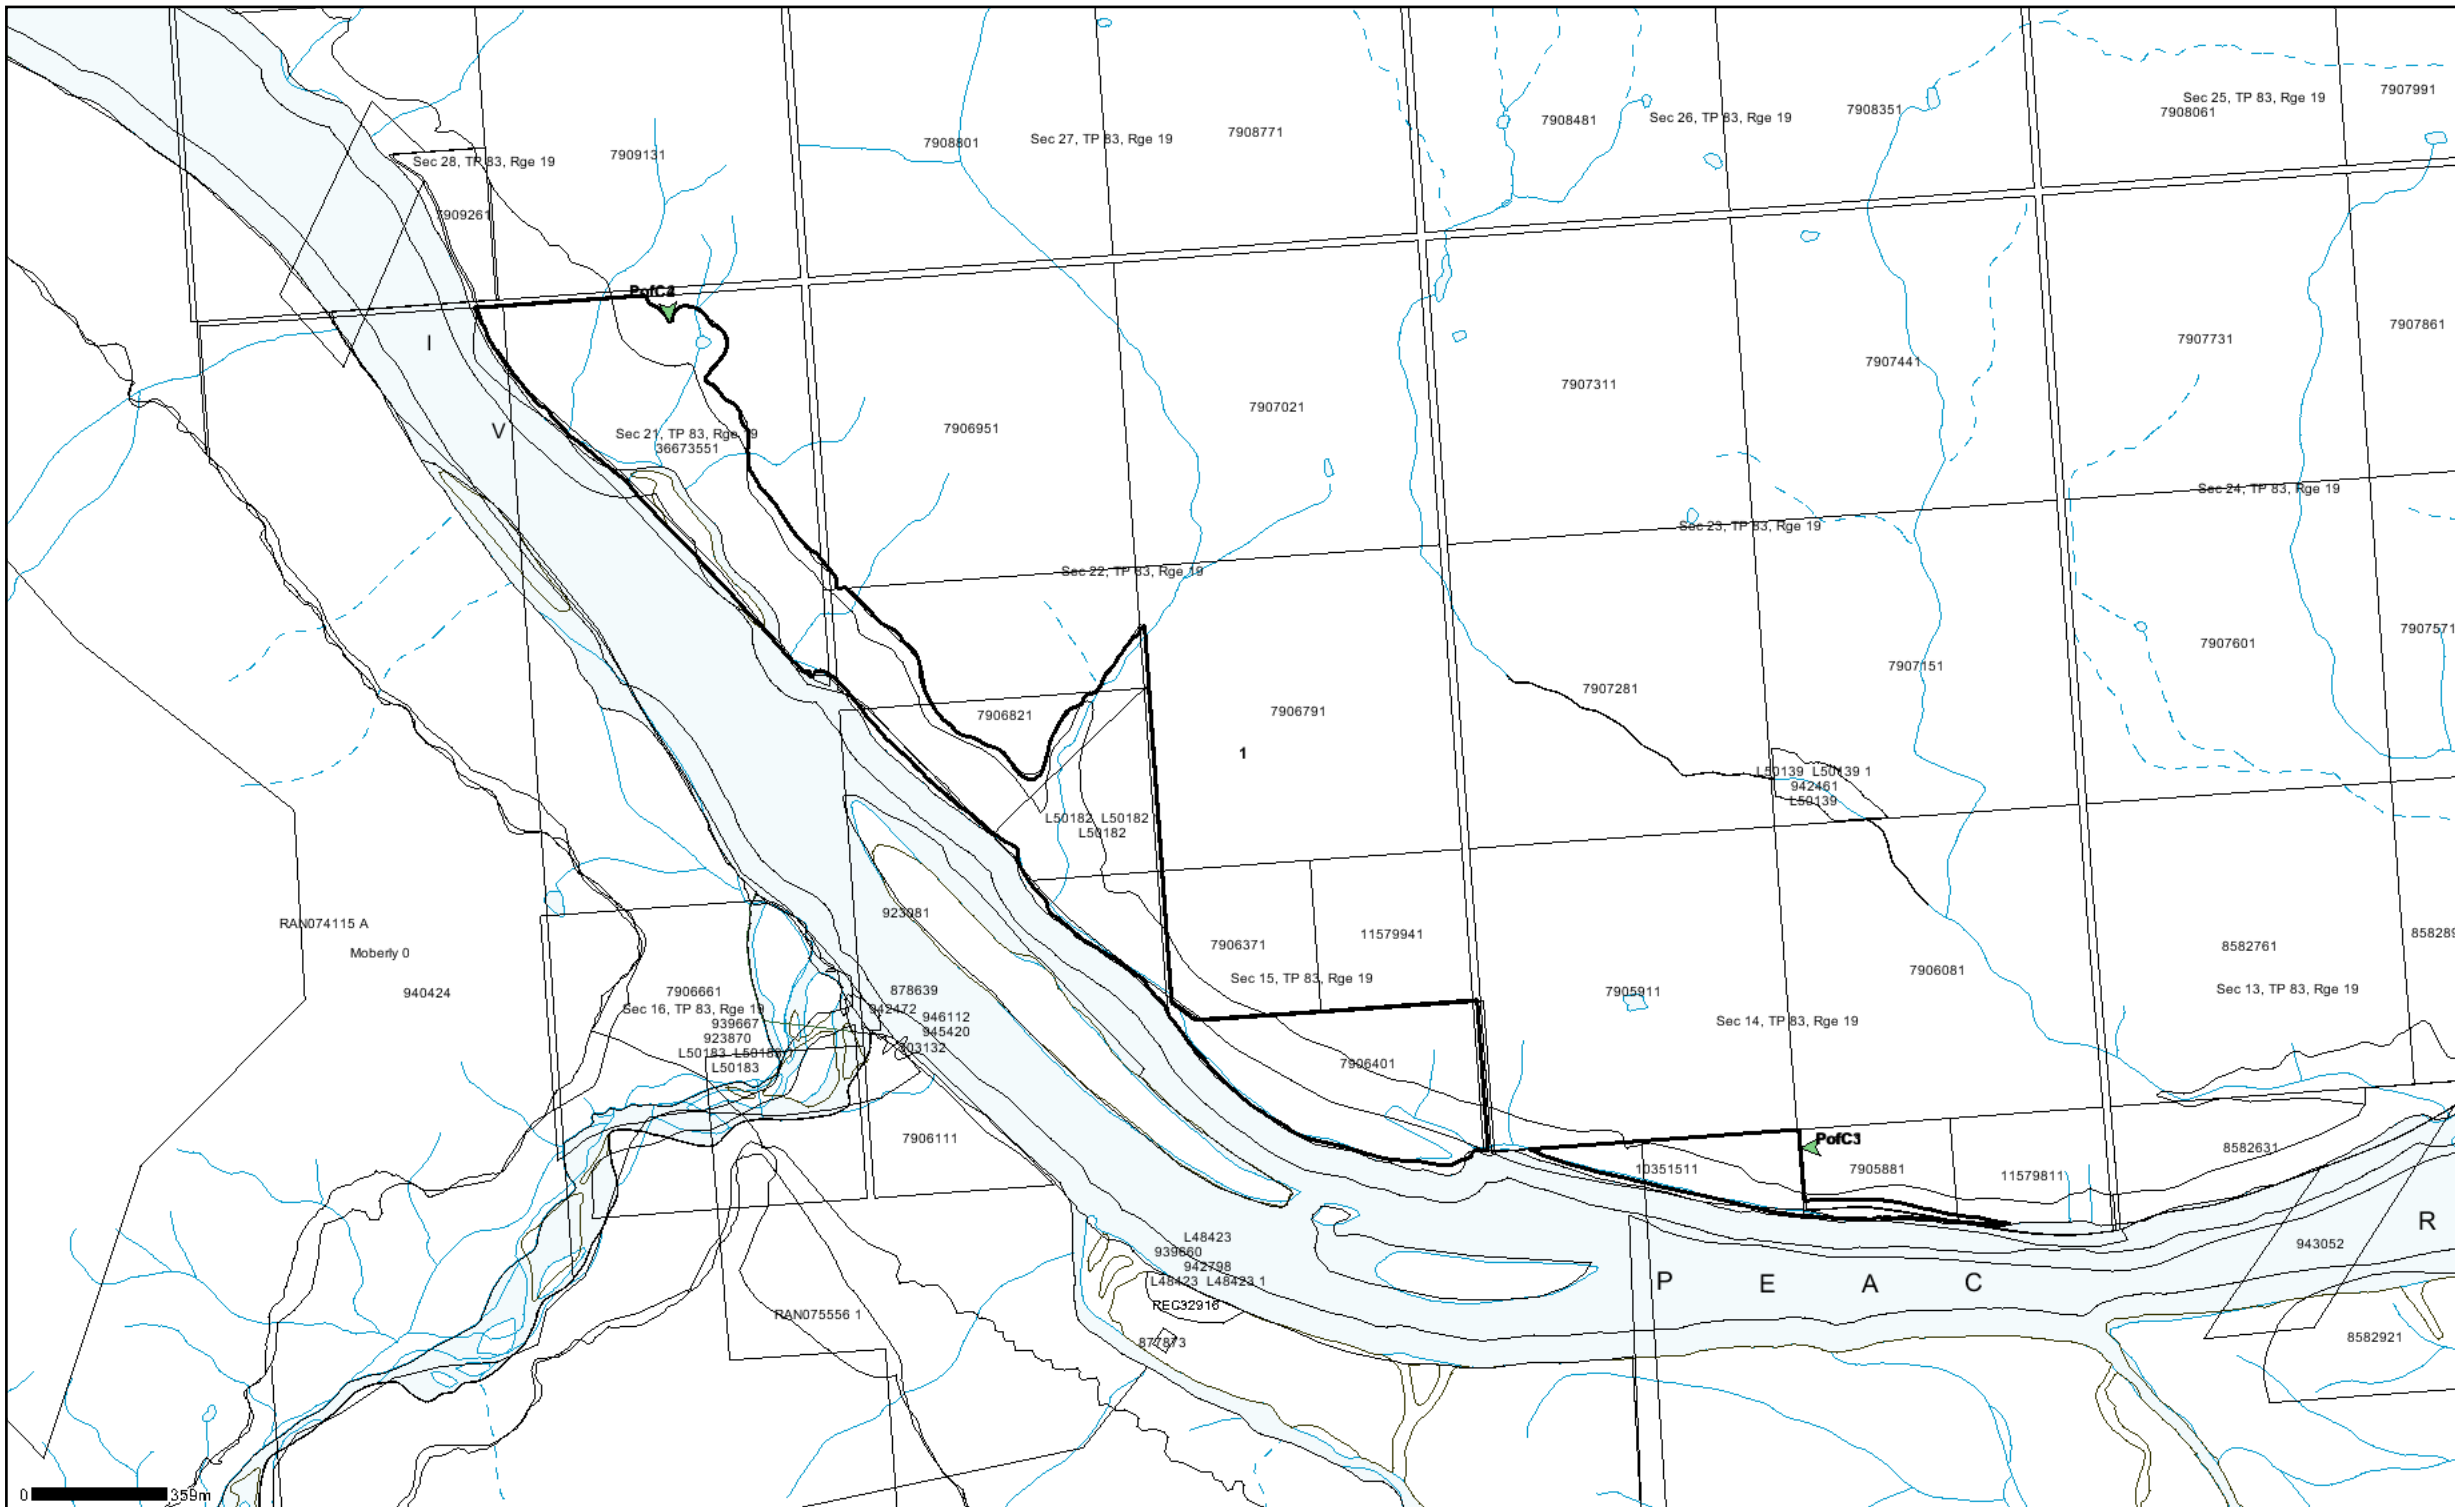 7907991
Sec 25, TP 83, Rge 19
7908061
7908351
Sec 26, TP 83, Rge 19
7908481
7908771
Sec 27, TP 83, Rge 19
7908801
7909131
Sec 28, TP 83, Rge 19
7909261
PofC2
I
7907861
7907731
7907441
7907311
7907021
7906951
V
Sec 21, TP 83, Rge 19
36673551
Sec 24, TP 83, Rge 19
Sec 23, TP 83, Rge 19
Sec 22, TP 83, Rge 19
7907571
7907601
7907151
7907281
7906791
7906821
1
L50139 L50139 1
942461
L50139
L50182 L50182
L50182
923981
RAN074115 A
Moberly 0
940424
7906371
11579941
Sec 15, TP 83, Rge 19
858289
8582761
7906081
Sec 13, TP 83, Rge 19
7905911
Sec 14, TP 83, Rge 19
7906661
Sec 16, TP 83, Rge 19
939667
923870
L50183 L50183
L50183
878639
942472
946112
945420
803132
7906401
7906111
PofC3
10351511
7905881
11579811
8582631
R
943052
L48423
939660
942798
L48423 L48423 1
REC32916
877873
P E A C
RAN075556 1
8582921
0 359m